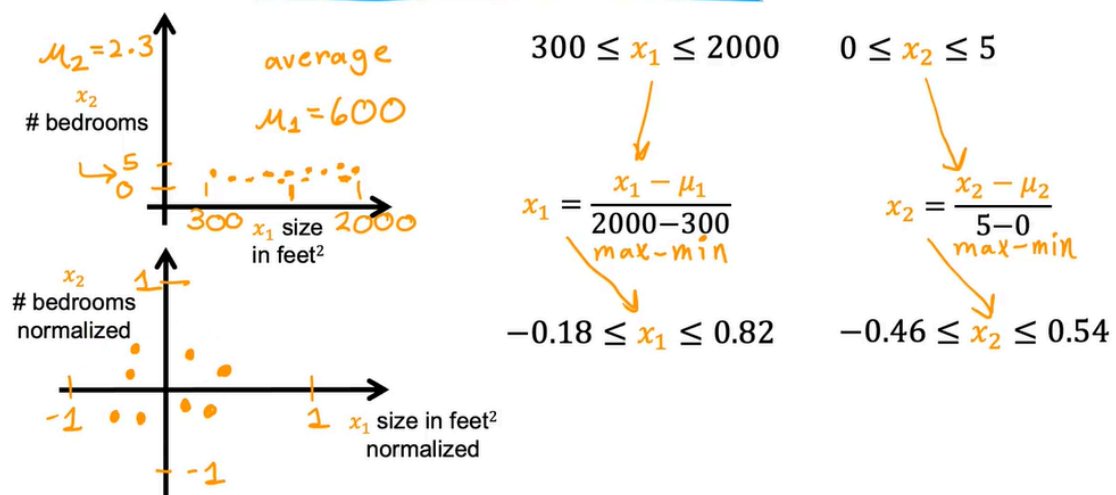 μ₂=2.3
average
x₂
# bedrooms
μ₁=600
5
0
300
x₁ size
in feet²
2000
300 ≤ x₁ ≤ 2000
x₁ = (x₁ − μ₁)/(2000−300)
max-min
−0.18 ≤ x₁ ≤ 0.82
0 ≤ x₂ ≤ 5
x₂ = (x₂ − μ₂)/(5−0)
max-min
−0.46 ≤ x₂ ≤ 0.54
x₂
# bedrooms
normalized
1
-1
1
x₁ size in feet²
normalized
-1